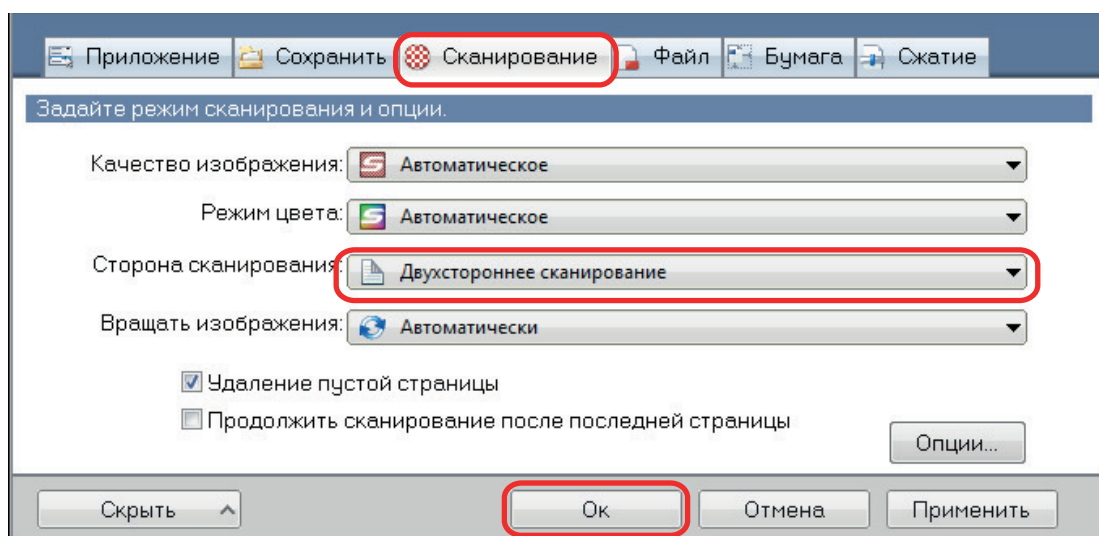 Приложение Сохранить Сканирование Файл Бумага Сжатие
Задайте режим сканирования и опции.
Качество изображения: Автоматическое
Режим цвета: Автоматическое
Сторона сканирования: Двухстороннее сканирование
Вращать изображения: Автоматически
Удаление пустой страницы
Продолжить сканирование после последней страницы
Опции...
Скрыть Ок Отмена Применить